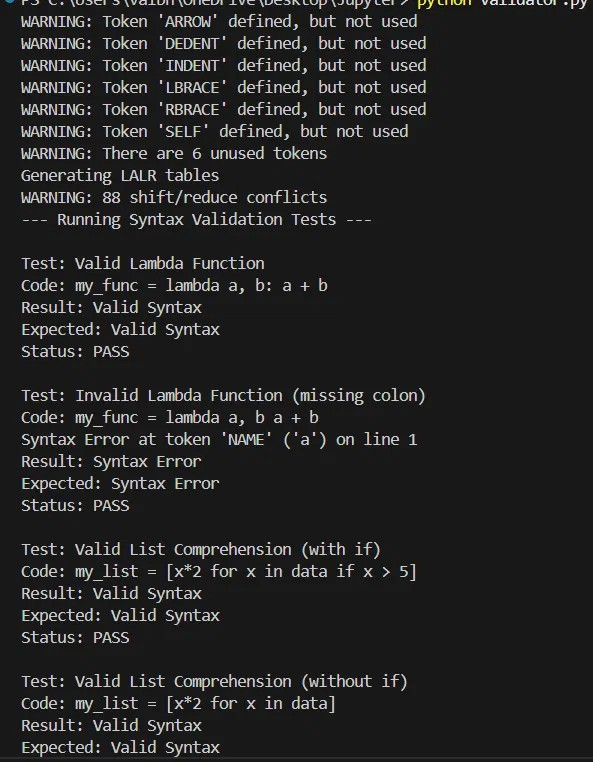 PS C:\Users\vaibh\OneDrive\Desktop\Jupyter> python validator.py
WARNING: Token 'ARROW' defined, but not used
WARNING: Token 'DEDENT' defined, but not used
WARNING: Token 'INDENT' defined, but not used
WARNING: Token 'LBRACE' defined, but not used
WARNING: Token 'RBRACE' defined, but not used
WARNING: Token 'SELF' defined, but not used
WARNING: There are 6 unused tokens
Generating LALR tables
WARNING: 88 shift/reduce conflicts
--- Running Syntax Validation Tests ---

Test: Valid Lambda Function
Code: my_func = lambda a, b: a + b
Result: Valid Syntax
Expected: Valid Syntax
Status: PASS

Test: Invalid Lambda Function (missing colon)
Code: my_func = lambda a, b a + b
Syntax Error at token 'NAME' ('a') on line 1
Result: Syntax Error
Expected: Syntax Error
Status: PASS

Test: Valid List Comprehension (with if)
Code: my_list = [x*2 for x in data if x > 5]
Result: Valid Syntax
Expected: Valid Syntax
Status: PASS

Test: Valid List Comprehension (without if)
Code: my_list = [x*2 for x in data]
Result: Valid Syntax
Expected: Valid Syntax